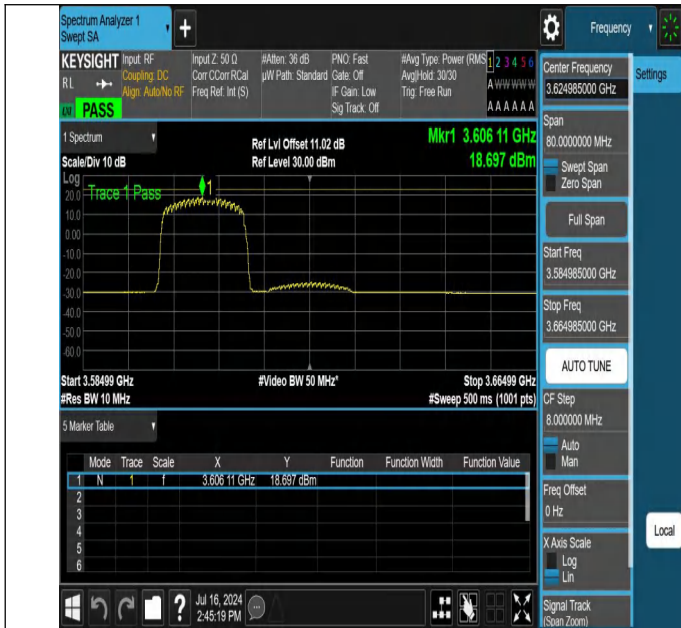 Spectrum Analyzer 1
Swept SA
+
Frequency
KEYSIGHT
RL
PASS
Input: RF
Coupling: DC
Align: Auto/No RF
Input Z: 50 Ω
Corr CCorr RCal
Freq Ref: Int (S)
#Atten: 36 dB
µW Path: Standard
PNO: Fast
Gate: Off
IF Gain: Low
Sig Track: Off
#Avg Type: Power (RMS
Avg|Hold: 30/30
Trig: Free Run
1 2 3 4 5 6
A W W W W W
A A A A A A
1 Spectrum
Scale/Div 10 dB
Ref Lvl Offset 11.02 dB
Ref Level 30.00 dBm
Mkr1 3.606 11 GHz
18.697 dBm
Log
Trace 1 Pass
1
20.0
10.0
0.00
-10.0
-20.0
-30.0
-40.0
-50.0
-60.0
Start 3.58499 GHz
#Res BW 10 MHz
#Video BW 50 MHz*
Stop 3.66499 GHz
#Sweep 500 ms (1001 pts)
5 Marker Table
Mode Trace Scale X Y Function Function Width Function Value
1 N 1 f 3.606 11 GHz 18.697 dBm
2
3
4
5
6
?
Jul 16, 2024
2:45:19 PM
Center Frequency
3.624985000 GHz
Settings
Span
80.0000000 MHz
Swept Span
Zero Span
Full Span
Start Freq
3.584985000 GHz
Stop Freq
3.664985000 GHz
AUTO TUNE
CF Step
8.000000 MHz
Auto
Man
Freq Offset
0 Hz
X Axis Scale
Log
Lin
Local
Signal Track
(Span Zoom)